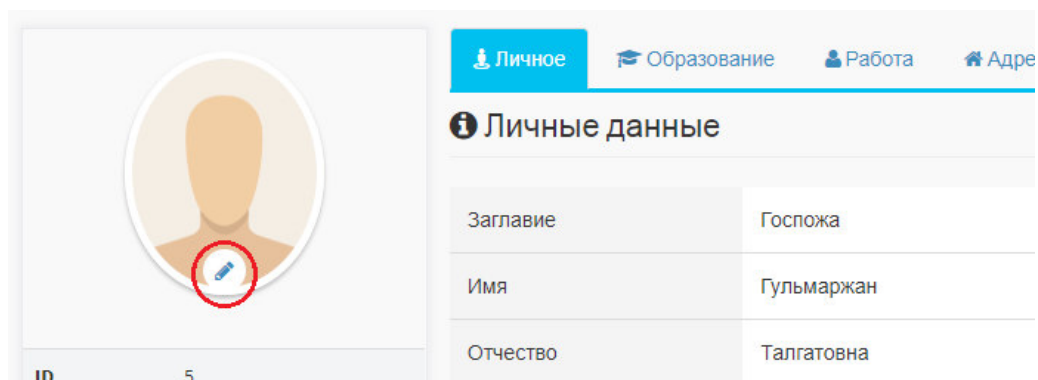 Личное Образование Работа Адре
Личные данные
Заглавие Госпожа
Имя Гульмаржан
Отчество Талгатовна
ID 5